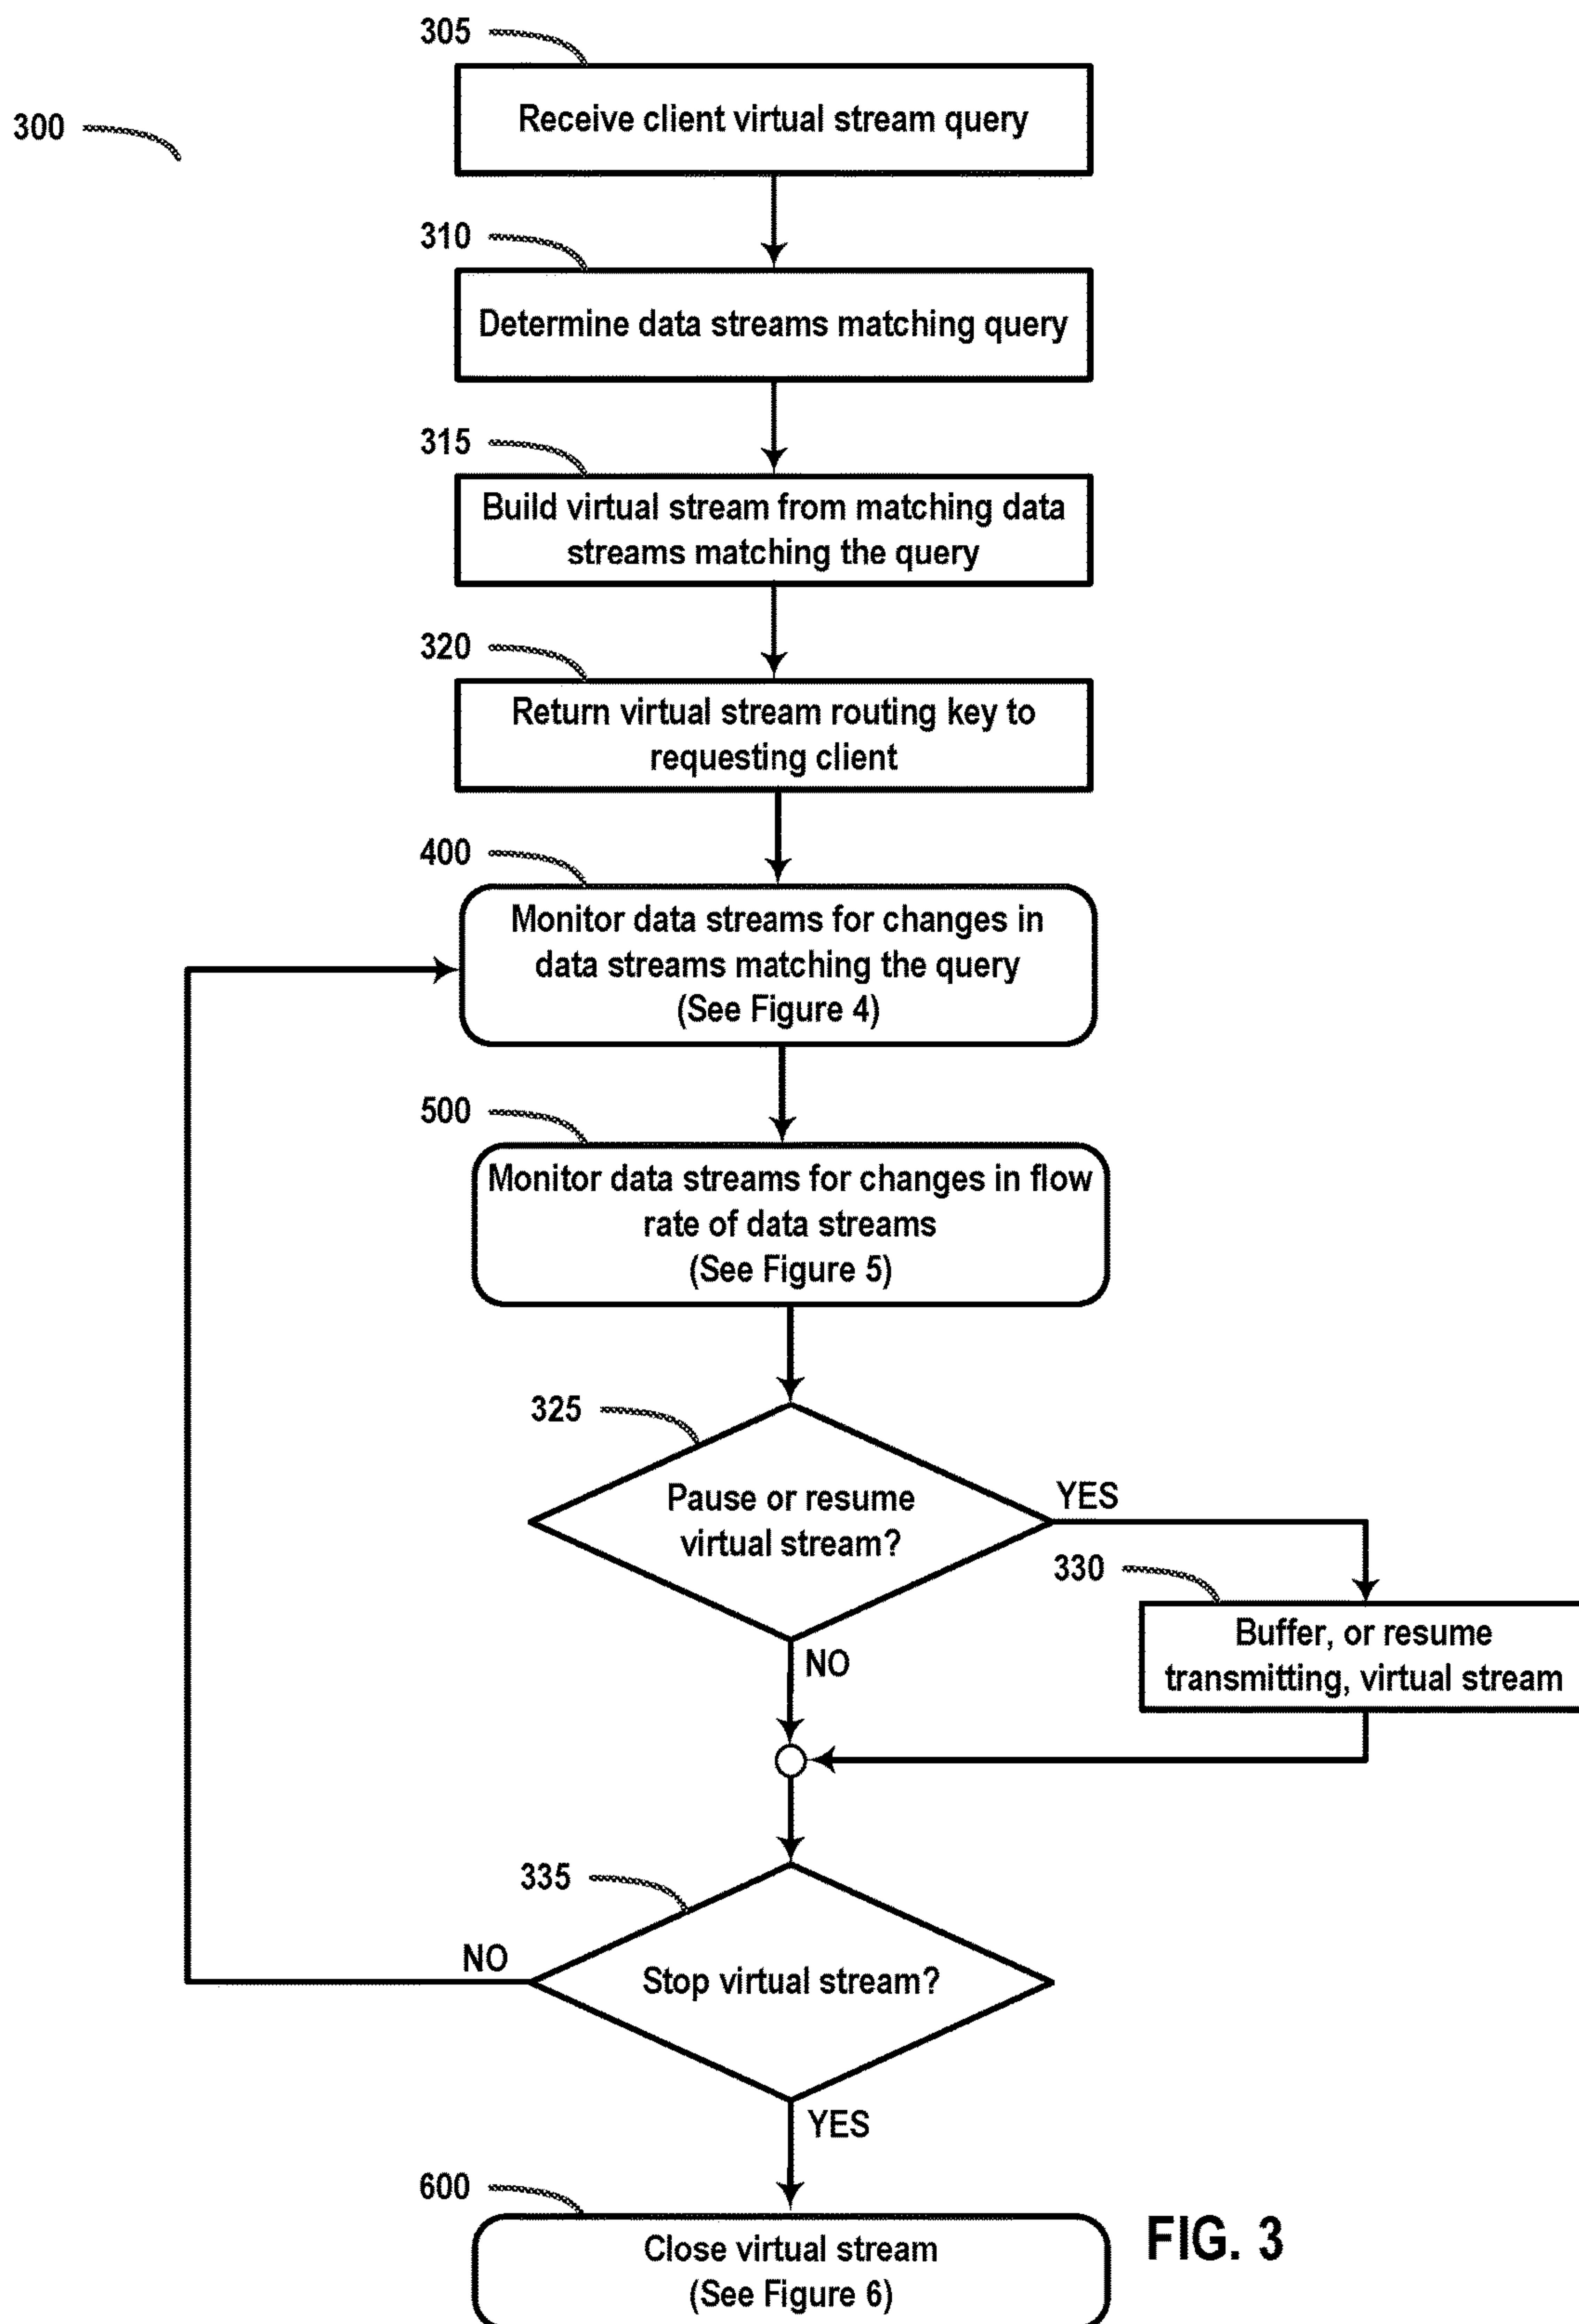 305
Receive client virtual stream query
300
310
Determine data streams matching query
315
Build virtual stream from matching data
streams matching the query
320
Return virtual stream routing key to
requesting client
400
Monitor data streams for changes in
data streams matching the query
(See Figure 4)
500
Monitor data streams for changes in flow
rate of data streams
(See Figure 5)
325
Pause or resume
virtual stream?
YES
330
Buffer, or resume
transmitting, virtual stream
NO
335
Stop virtual stream?
NO
YES
600
Close virtual stream
(See Figure 6)
FIG. 3